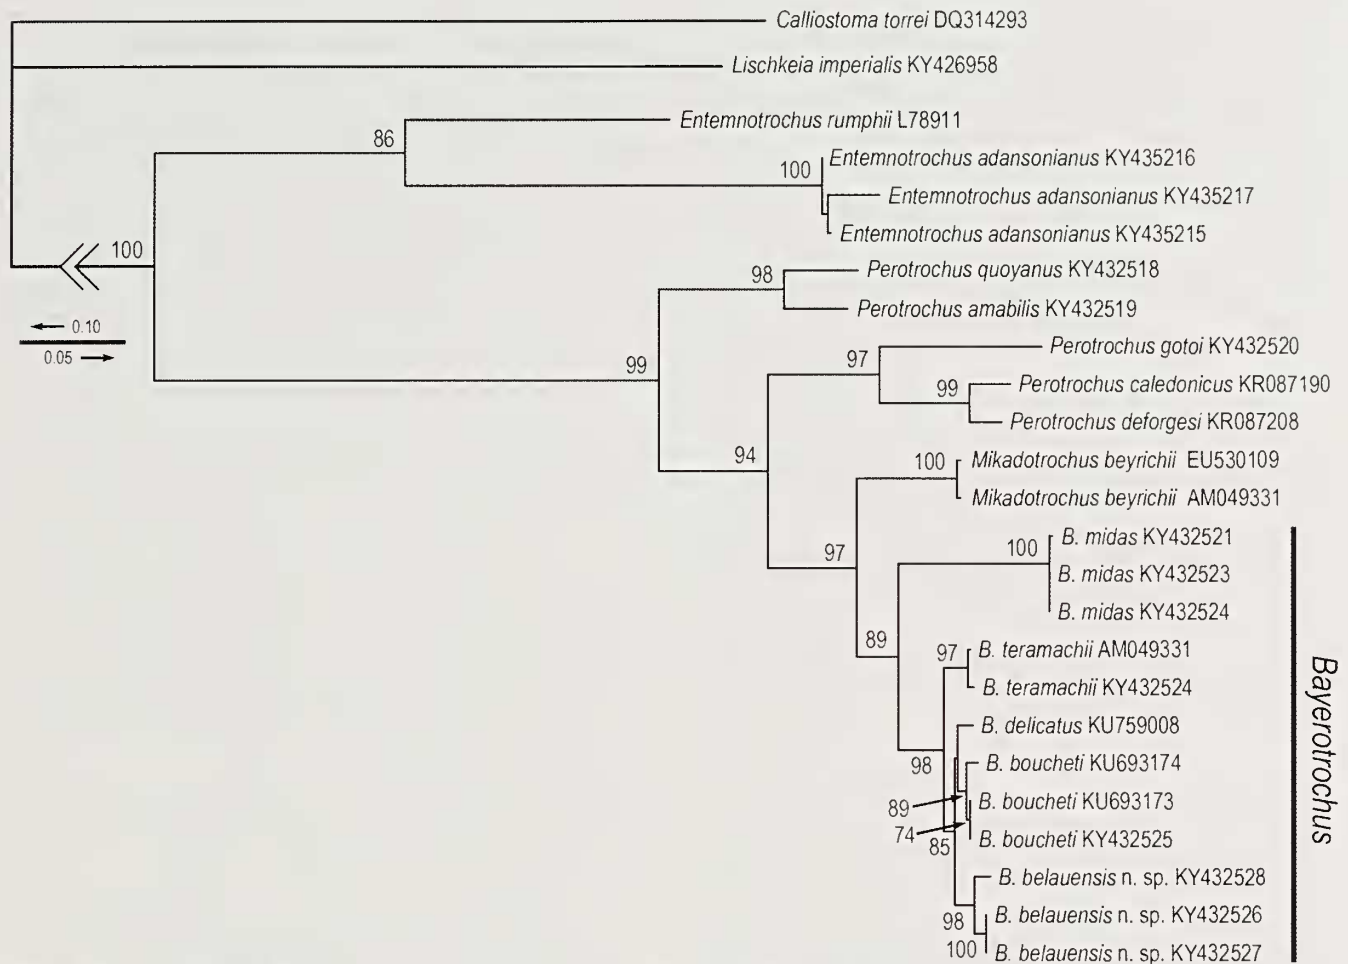 Calliostoma torrei DQ314293
Lischkeia imperialis KY426958
Entemnotrochus rumphii L78911
86
Entemnotrochus adansonianus KY435216
100
Entemnotrochus adansonianus KY435217
Entemnotrochus adansonianus KY435215
100
Perotrochus quoyanus KY432518
98
Perotrochus amabilis KY432519
0.10
0.05
Perotrochus gotoi KY432520
97
99
Perotrochus caledonicus KR087190
99
Perotrochus deforgesi KR087208
94
Mikadotrochus beyrichii EU530109
100
Mikadotrochus beyrichii AM049331
B. midas KY432521
97
100
B. midas KY432523
B. midas KY432524
89
B. teramachii AM049331
97
B. teramachii KY432524
B. delicatus KU759008
98
B. boucheti KU693174
89
B. boucheti KU693173
74
B. boucheti KY432525
85
B. belauensis n. sp. KY432528
98
B. belauensis n. sp. KY432526
100
B. belauensis n. sp. KY432527
Bayerotrochus